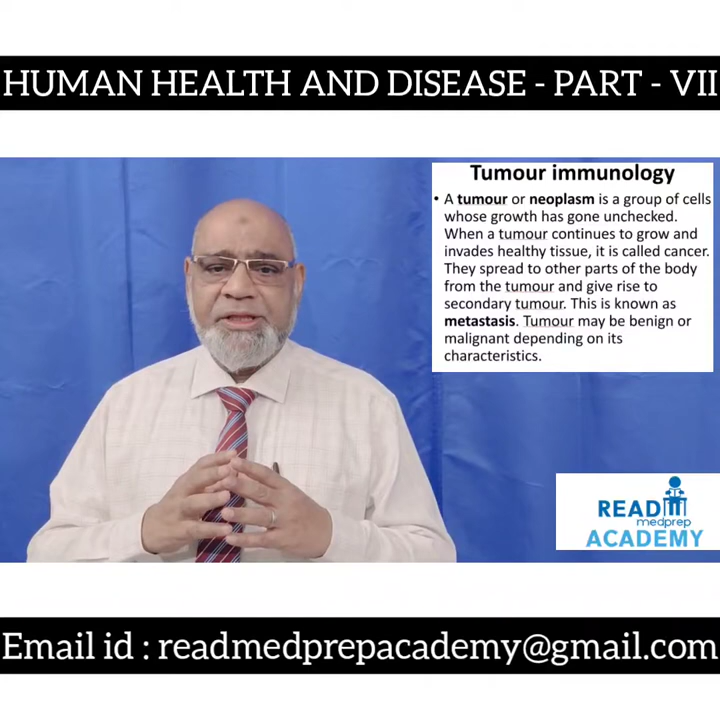 HUMAN HEALTH AND DISEASE - PART - VII
Tumour immunology
• A tumour or neoplasm is a group of cells
whose growth has gone unchecked.
When a tumour continues to grow and
invades healthy tissue, it is called cancer.
They spread to other parts of the body
from the tumour and give rise to
secondary tumour. This is known as
metastasis. Tumour may be benign or
malignant depending on its
characteristics.
READ
medprep
ACADEMY
Email id : readmedprepacademy@gmail.com